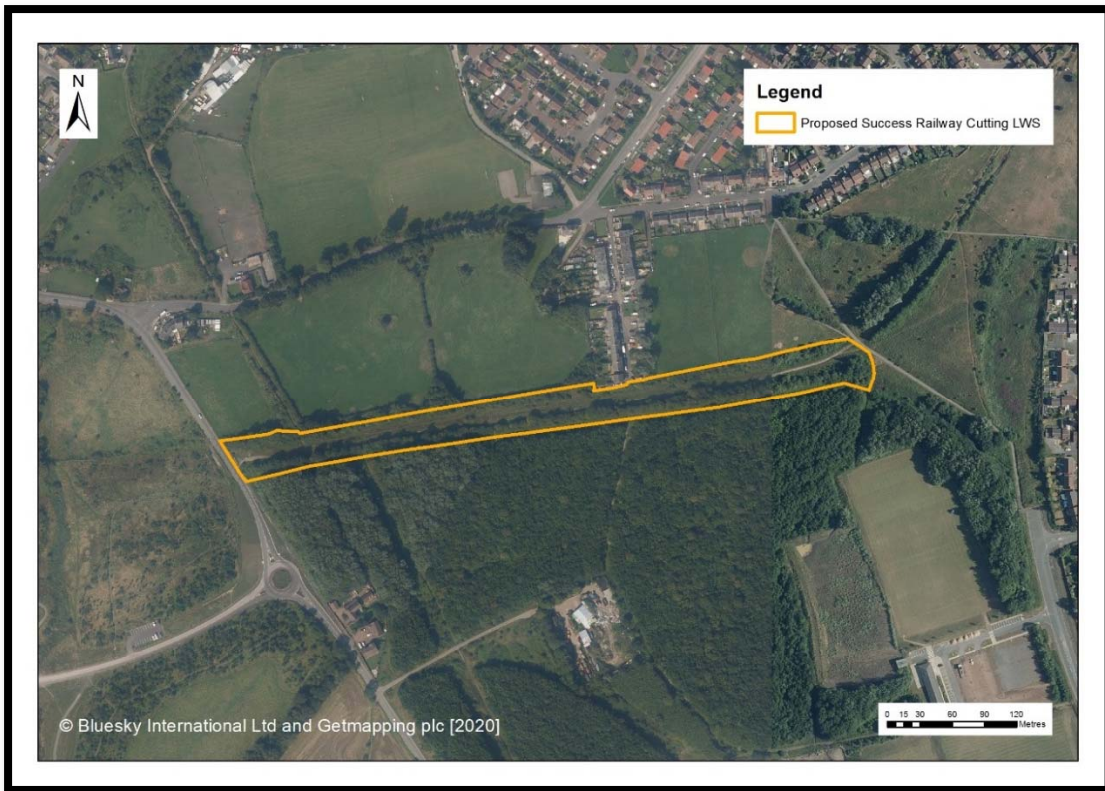 N
Legend
Proposed Success Railway Cutting LWS
© Bluesky International Ltd and Getmapping plc [2020]
0 15 30 60 90 120
Metres